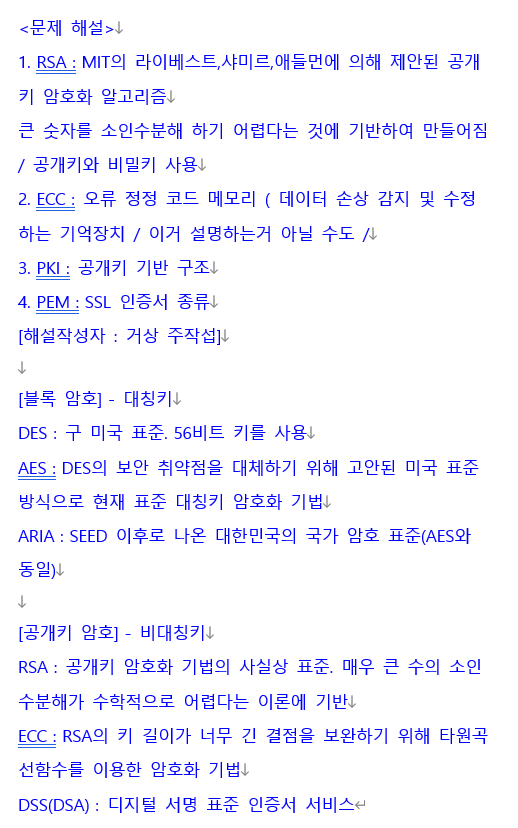 <문제 해설>
1. RSA : MIT의 라이베스트,샤미르,애들먼에 의해 제안된 공개
키 암호화 알고리즘
큰 숫자를 소인수분해 하기 어렵다는 것에 기반하여 만들어짐
/ 공개키와 비밀키 사용
2. ECC : 오류 정정 코드 메모리 ( 데이터 손상 감지 및 수정
하는 기억장치 / 이거 설명하는거 아닐 수도 /
3. PKI : 공개키 기반 구조
4. PEM : SSL 인증서 종류
[해설작성자 : 거상 주작섭]
[블록 암호] - 대칭키
DES : 구 미국 표준. 56비트 키를 사용
AES : DES의 보안 취약점을 대체하기 위해 고안된 미국 표준
방식으로 현재 표준 대칭키 암호화 기법
ARIA : SEED 이후로 나온 대한민국의 국가 암호 표준(AES와
동일)
[공개키 암호] - 비대칭키
RSA : 공개키 암호화 기법의 사실상 표준. 매우 큰 수의 소인
수분해가 수학적으로 어렵다는 이론에 기반
ECC : RSA의 키 길이가 너무 긴 결점을 보완하기 위해 타원곡
선함수를 이용한 암호화 기법
DSS(DSA) : 디지털 서명 표준 인증서 서비스